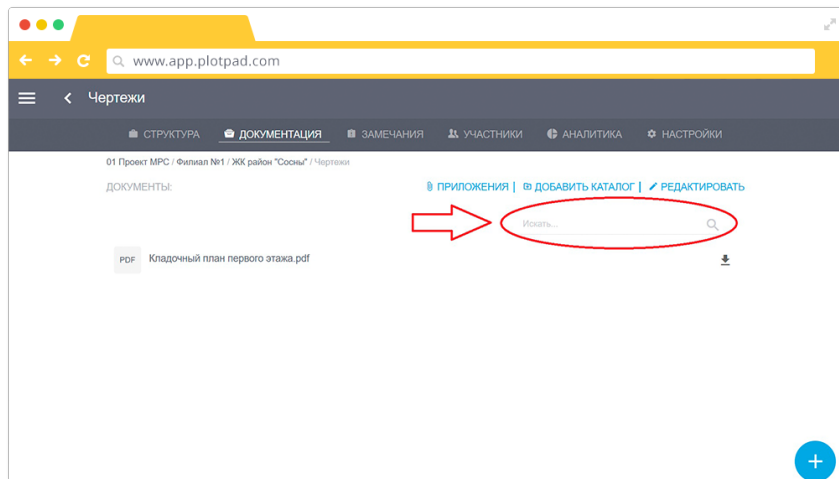 www.app.plotpad.com
Чертежи
СТРУКТУРА ДОКУМЕНТАЦИЯ ЗАМЕЧАНИЯ УЧАСТНИКИ АНАЛИТИКА НАСТРОЙКИ
01 Проект МРС / Филиал №1 / ЖК район "Сосны" / Чертежи
ДОКУМЕНТЫ: ПРИЛОЖЕНИЯ | ДОБАВИТЬ КАТАЛОГ | РЕДАКТИРОВАТЬ
Искать...
PDF Кладочный план первого этажа.pdf